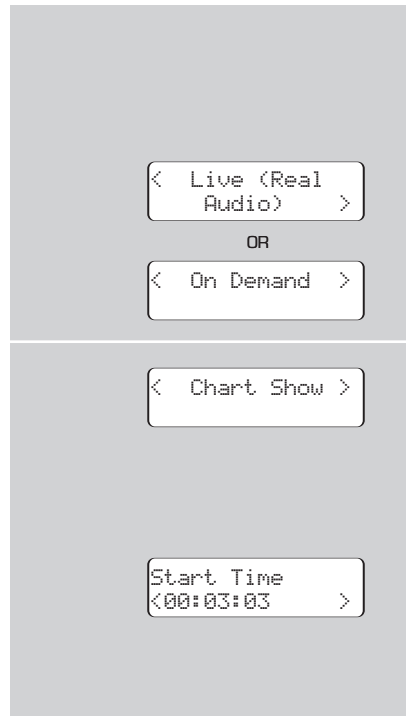 < Live (Real
Audio) >
OR
< On Demand >
< Chart Show >
Start Time
<00:03:03 >